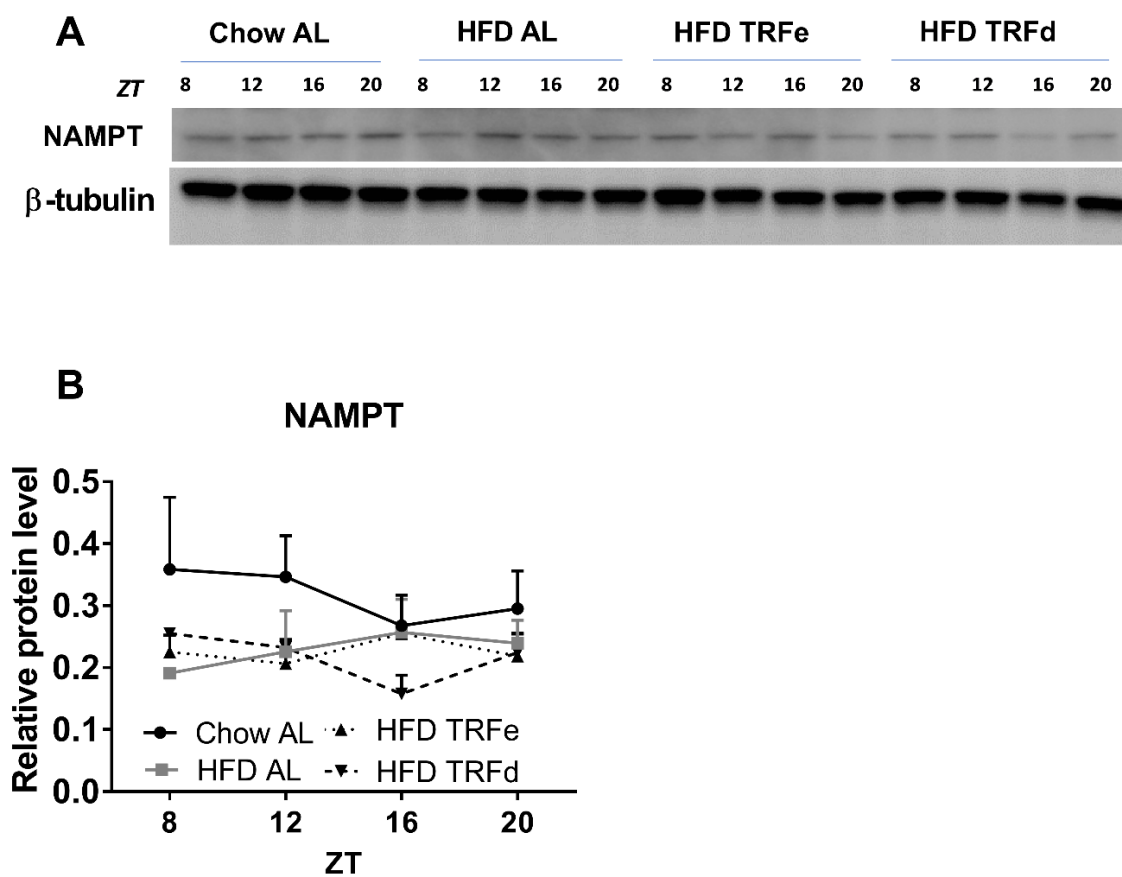 A
Chow AL HFD AL HFD TRFe HFD TRFd
ZT 8 12 16 20 8 12 16 20 8 12 16 20 8 12 16 20
NAMPT
β-tubulin
B
NAMPT
Relative protein level
0.5
0.4
0.3
0.2
0.1
0.0
Chow AL HFD TRFe
HFD AL HFD TRFd
8 12 16 20
ZT